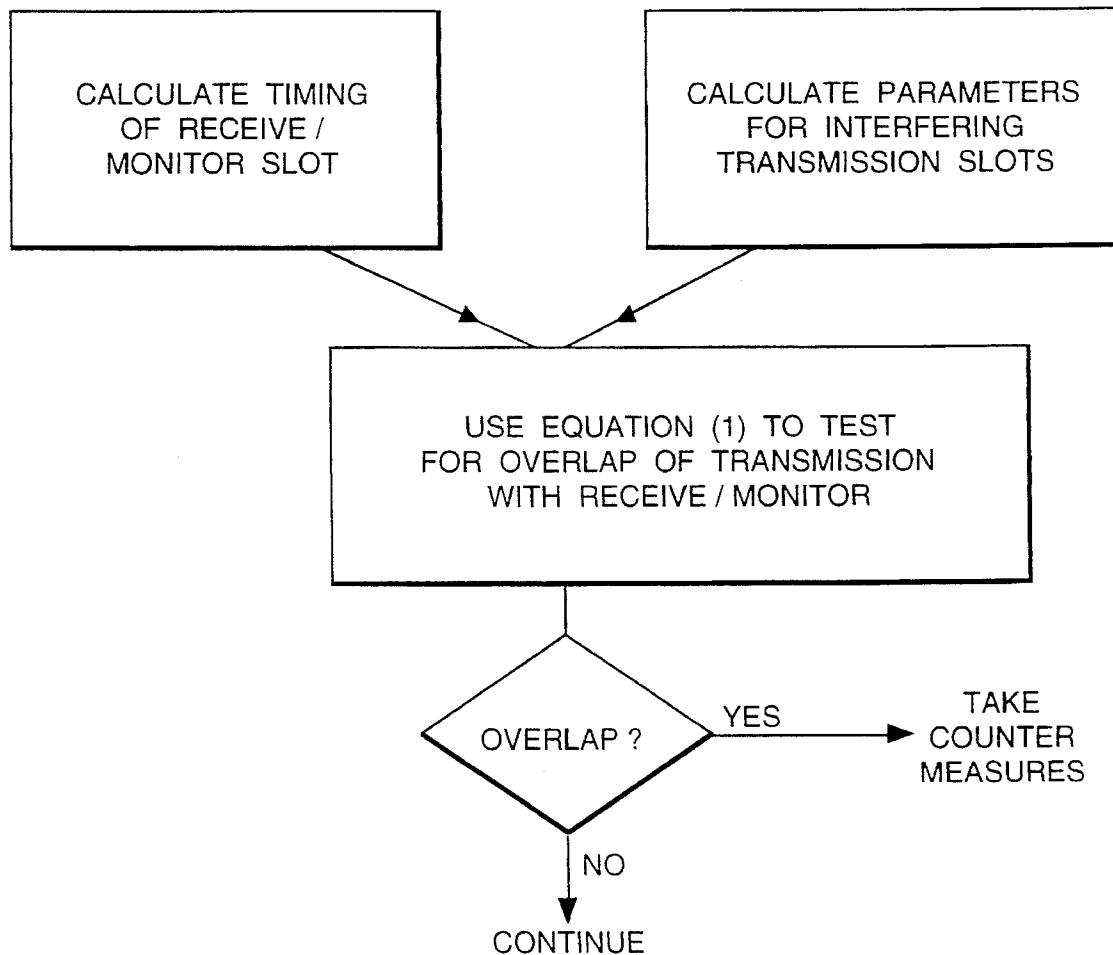 CALCULATE TIMING
OF RECEIVE /
MONITOR SLOT
CALCULATE PARAMETERS
FOR INTERFERING
TRANSMISSION SLOTS
USE EQUATION (1) TO TEST
FOR OVERLAP OF TRANSMISSION
WITH RECEIVE / MONITOR
OVERLAP ?
YES
TAKE
COUNTER
MEASURES
NO
CONTINUE